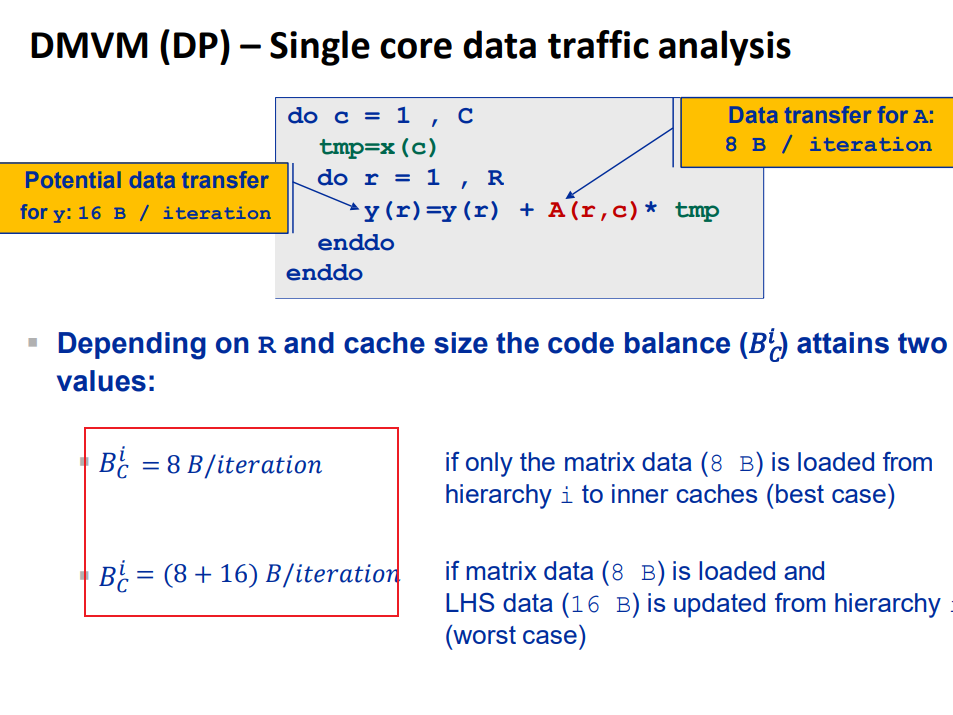 DMVM (DP) – Single core data traffic analysis
do c = 1 , C
tmp=x(c)
do r = 1 , R
y(r)=y(r) + A(r,c)* tmp
enddo
enddo
Data transfer for A:
8 B / iteration
Potential data transfer
for y: 16 B / iteration
Depending on R and cache size the code balance (B_C^i) attains two
values:
B_C^i = 8 B/iteration
if only the matrix data (8 B) is loaded from
hierarchy i to inner caches (best case)
B_C^i = (8 + 16) B/iteration
if matrix data (8 B) is loaded and
LHS data (16 B) is updated from hierarchy
(worst case)